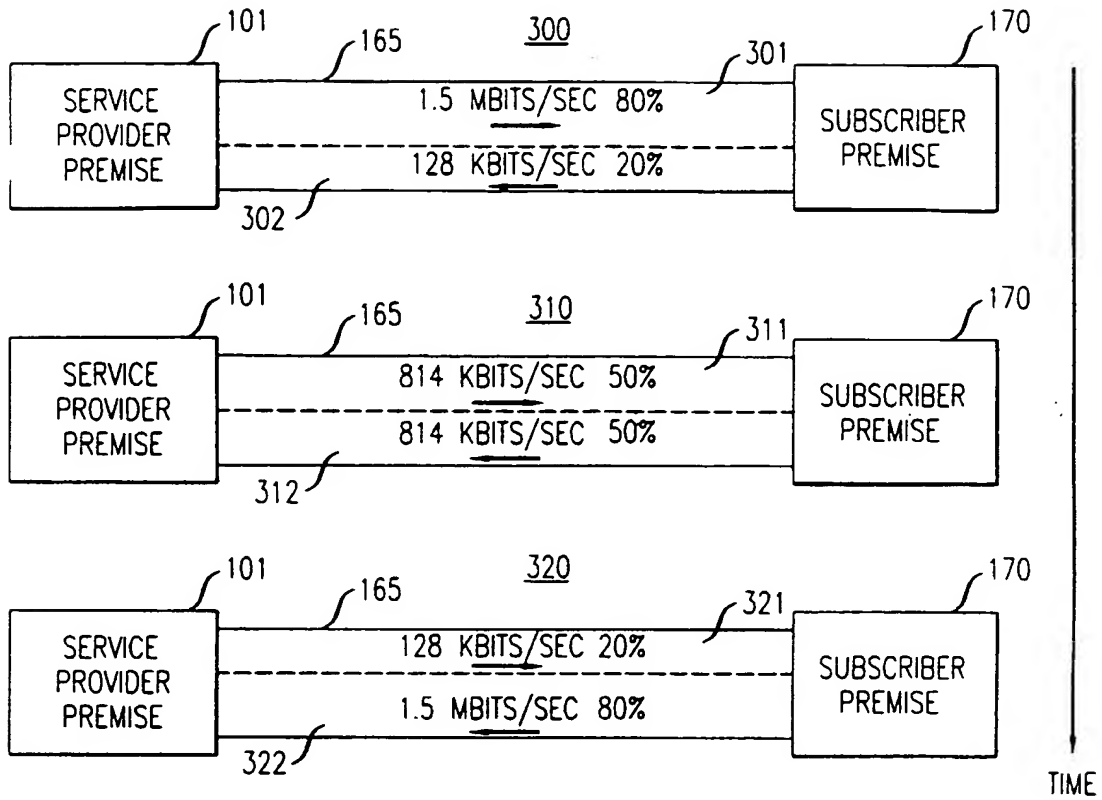 101
165
300
301
170
SERVICE
PROVIDER
PREMISE
1.5 MBITS/SEC 80%
128 KBITS/SEC 20%
SUBSCRIBER
PREMISE
302
101
165
310
311
170
SERVICE
PROVIDER
PREMISE
814 KBITS/SEC 50%
814 KBITS/SEC 50%
SUBSCRIBER
PREMISE
312
101
165
320
321
170
SERVICE
PROVIDER
PREMISE
128 KBITS/SEC 20%
1.5 MBITS/SEC 80%
SUBSCRIBER
PREMISE
322
TIME